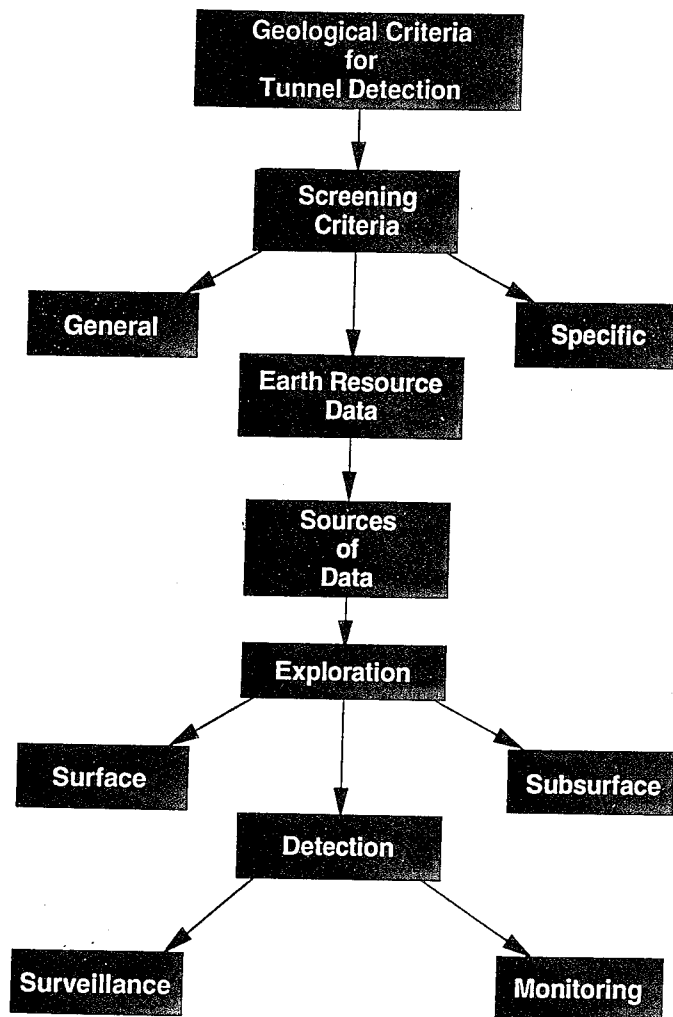 Geological Criteria
for
Tunnel Detection
Screening
Criteria
General
Specific
Earth Resource
Data
Sources
of
Data
Exploration
Surface
Subsurface
Detection
Surveillance
Monitoring